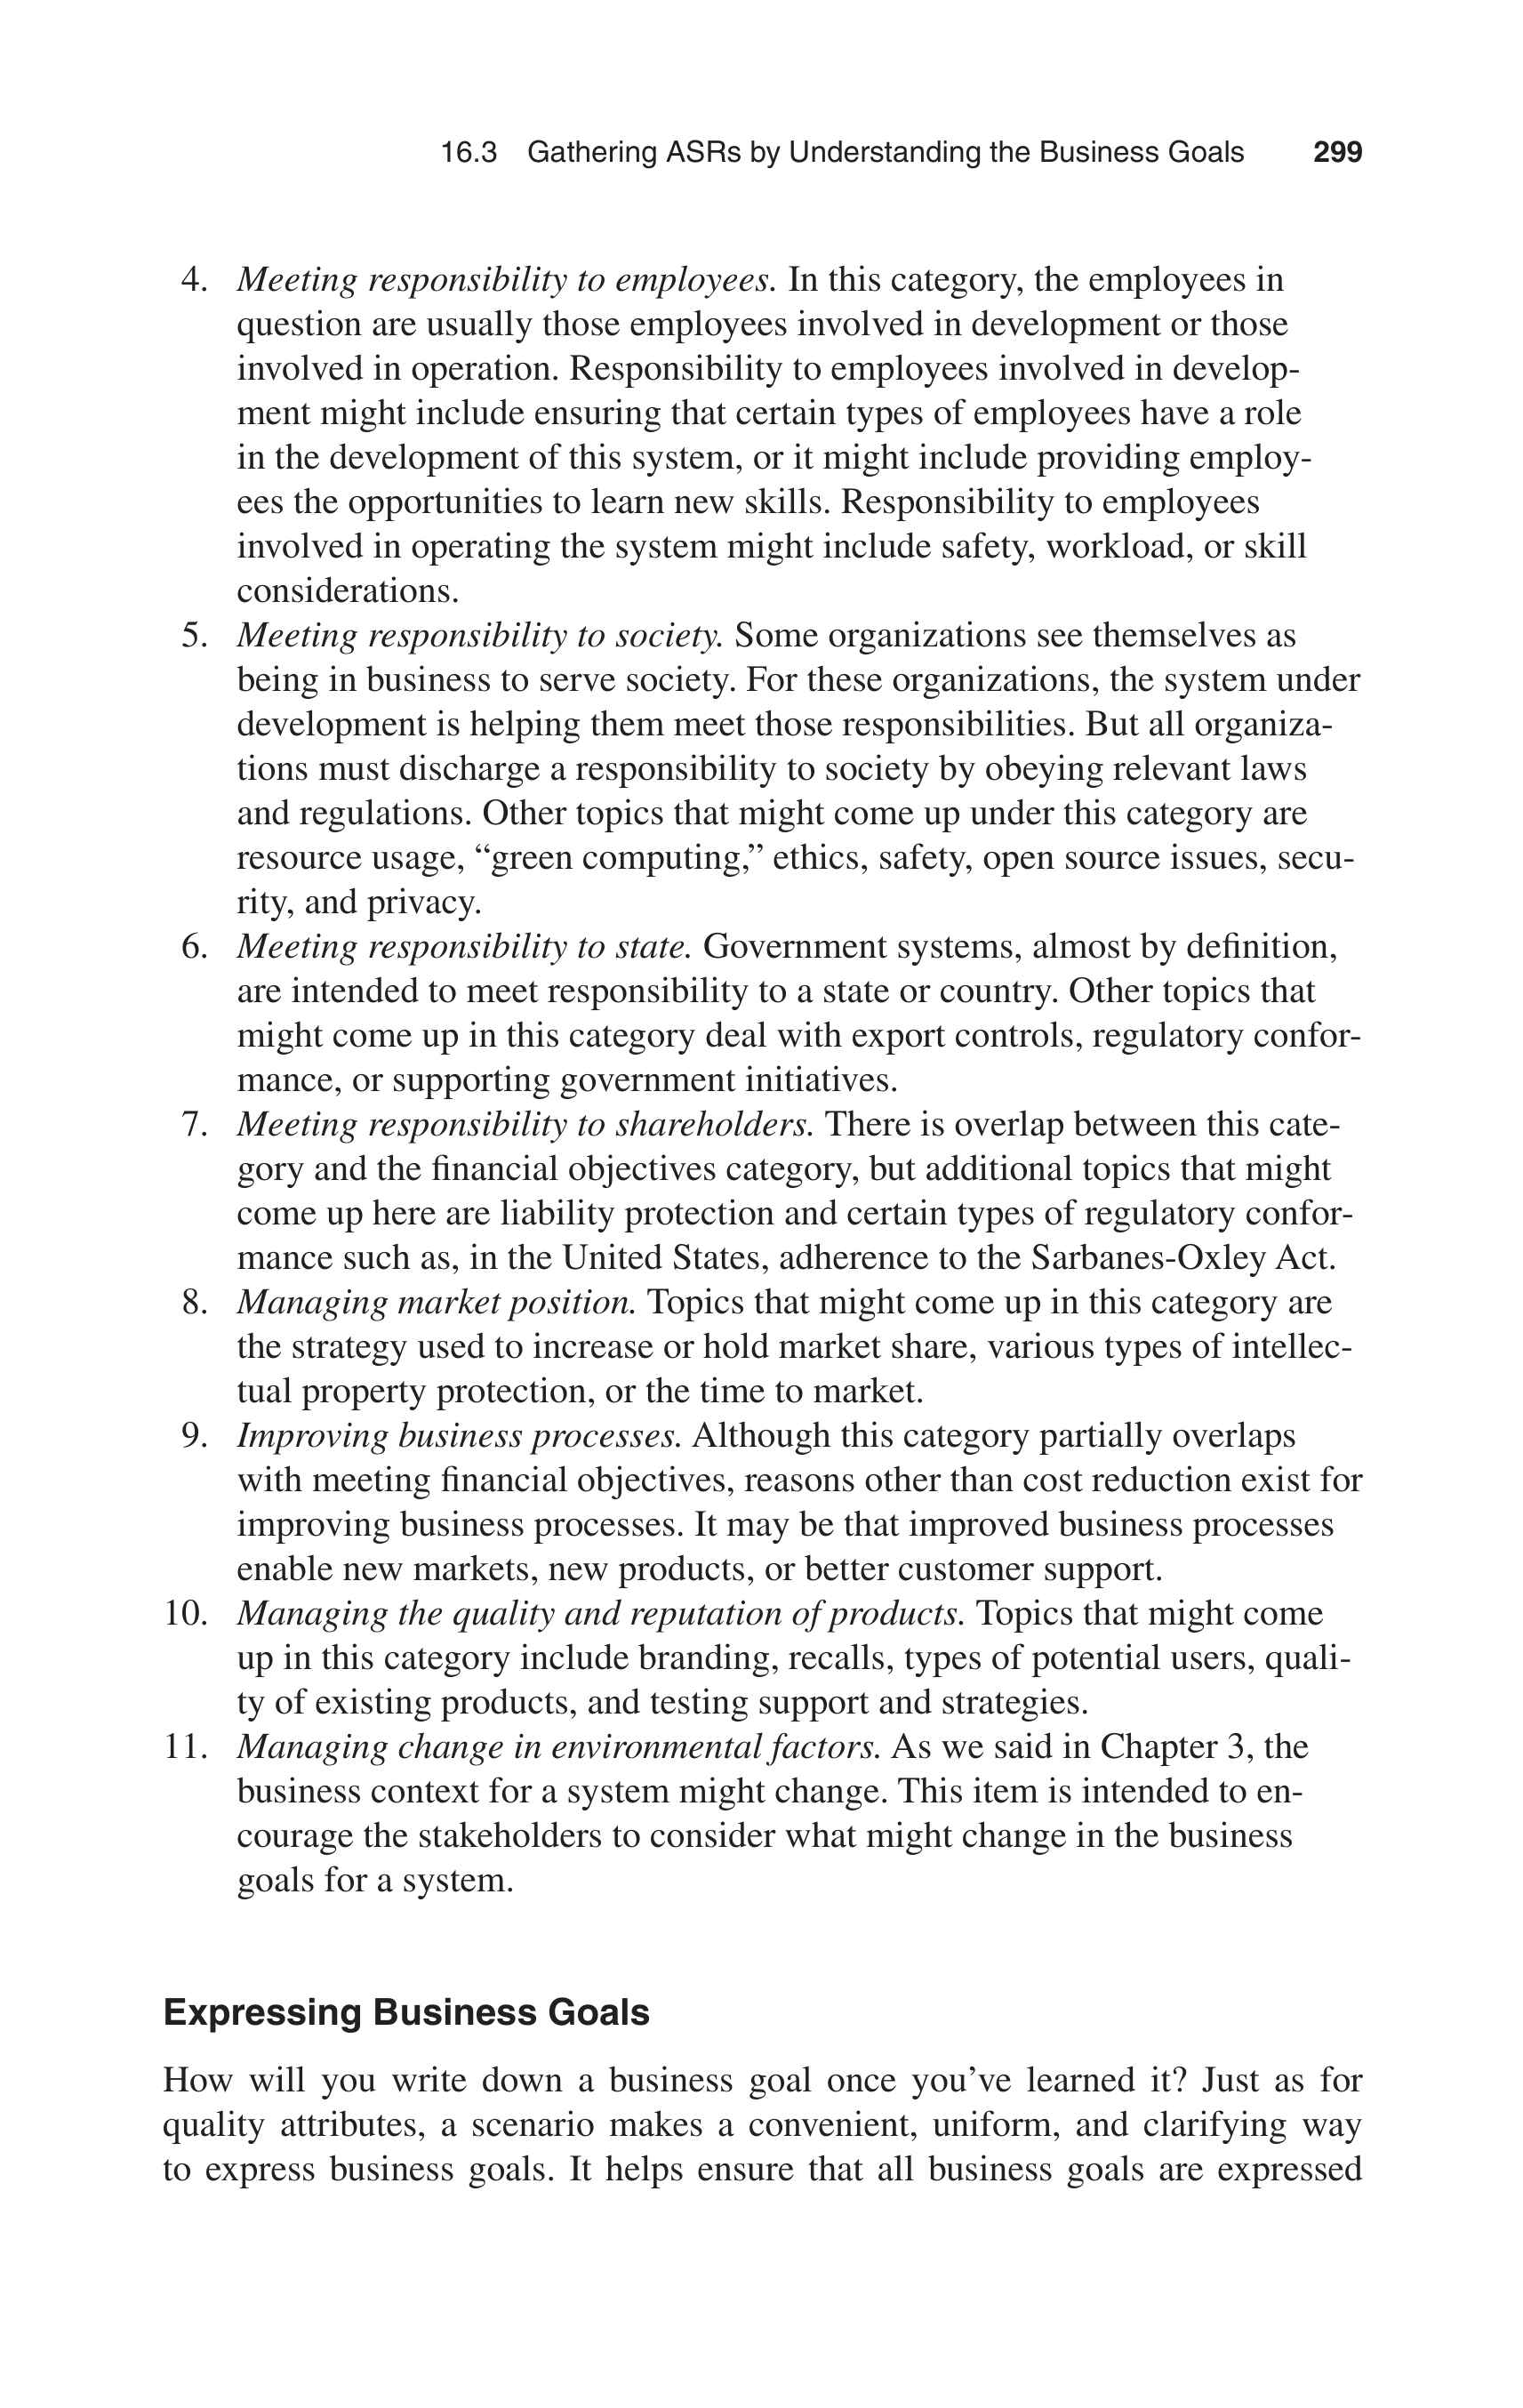 16.3 Gathering ASRs by Understanding the Business Goals 299
4. Meeting responsibility to employees. In this category, the employees in
question are usually those employees involved in development or those
involved in operation. Responsibility to employees involved in develop-
ment might include ensuring that certain types of employees have a role
in the development of this system, or it might include providing employ-
ees the opportunities to learn new skills. Responsibility to employees
involved in operating the system might include safety, workload, or skill
considerations.
5. Meeting responsibility to society. Some organizations see themselves as
being in business to serve society. For these organizations, the system under
development is helping them meet those responsibilities. But all organiza-
tions must discharge a responsibility to society by obeying relevant laws
and regulations. Other topics that might come up under this category are
resource usage, “green computing,” ethics, safety, open source issues, secu-
rity, and privacy.
6. Meeting responsibility to state. Government systems, almost by definition,
are intended to meet responsibility to a state or country. Other topics that
might come up in this category deal with export controls, regulatory confor-
mance, or supporting government initiatives.
7. Meeting responsibility to shareholders. There is overlap between this cate-
gory and the financial objectives category, but additional topics that might
come up here are liability protection and certain types of regulatory confor-
mance such as, in the United States, adherence to the Sarbanes-Oxley Act.
8. Managing market position. Topics that might come up in this category are
the strategy used to increase or hold market share, various types of intellec-
tual property protection, or the time to market.
9. Improving business processes. Although this category partially overlaps
with meeting financial objectives, reasons other than cost reduction exist for
improving business processes. It may be that improved business processes
enable new markets, new products, or better customer support.
10. Managing the quality and reputation of products. Topics that might come
up in this category include branding, recalls, types of potential users, quali-
ty of existing products, and testing support and strategies.
11. Managing change in environmental factors. As we said in Chapter 3, the
business context for a system might change. This item is intended to en-
courage the stakeholders to consider what might change in the business
goals for a system.
Expressing Business Goals
How will you write down a business goal once you’ve learned it? Just as for
quality attributes, a scenario makes a convenient, uniform, and clarifying way
to express business goals. It helps ensure that all business goals are expressed